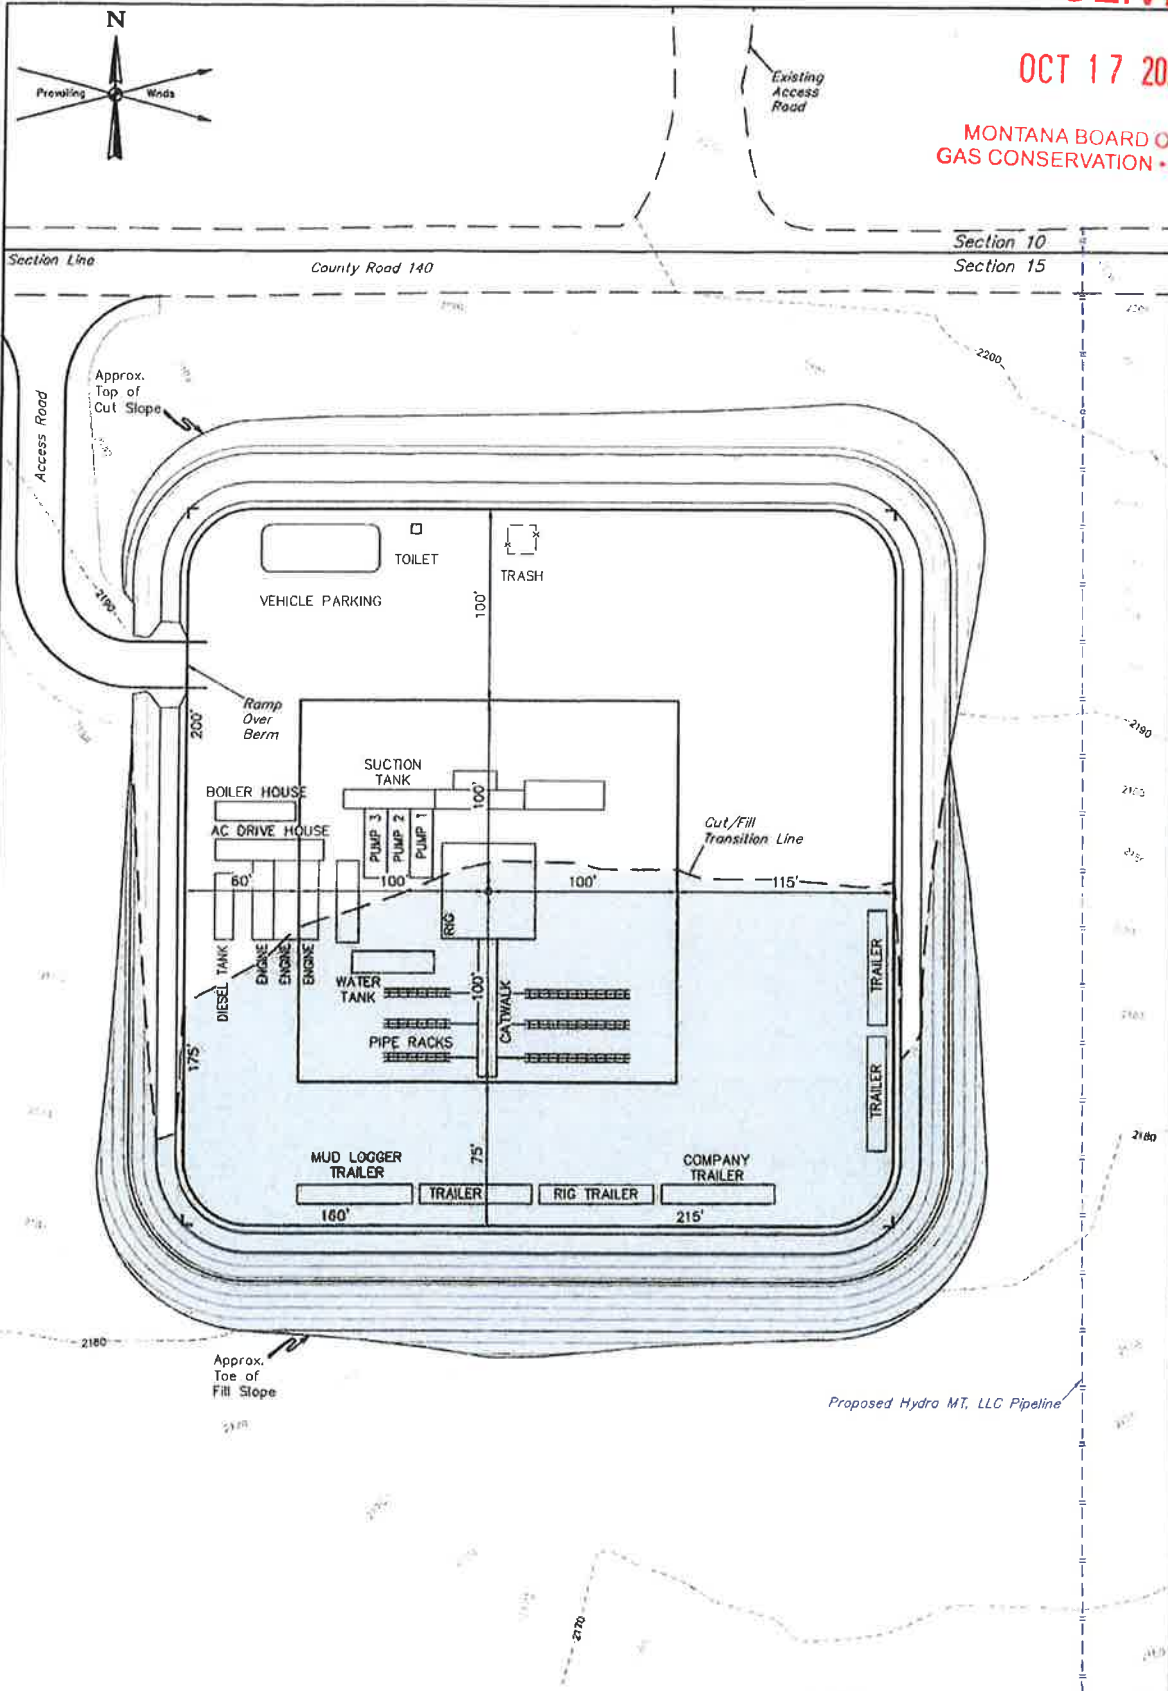 N
Prevailing Winds
Existing
Access
Road
OCT 17 20
MONTANA BOARD O
GAS CONSERVATION •
Section 10
Section Line
County Road 140
Section 15
2200
Approx.
Top of
Cut Slope
Access Road
2190
TOILET
TRASH
VEHICLE PARKING
100'
Ramp
Over
Berm
200'
2190
SUCTION
TANK
BOILER HOUSE
100'
AC DRIVE HOUSE
PUMP 3
PUMP 2
PUMP 1
Cut/Fill
Transition Line
60'
100'
100'
115'
RIG
DIESEL TANK
ENGINE
ENGINE
ENGINE
WATER
TANK
100'
CATWALK
TRAILER
PIPE RACKS
175'
TRAILER
2180
75'
MUD LOGGER
TRAILER
COMPANY
TRAILER
TRAILER
RIG TRAILER
160'
215'
2180
Approx.
Toe of
Fill Slope
Proposed Hydro MT, LLC Pipeline
2170